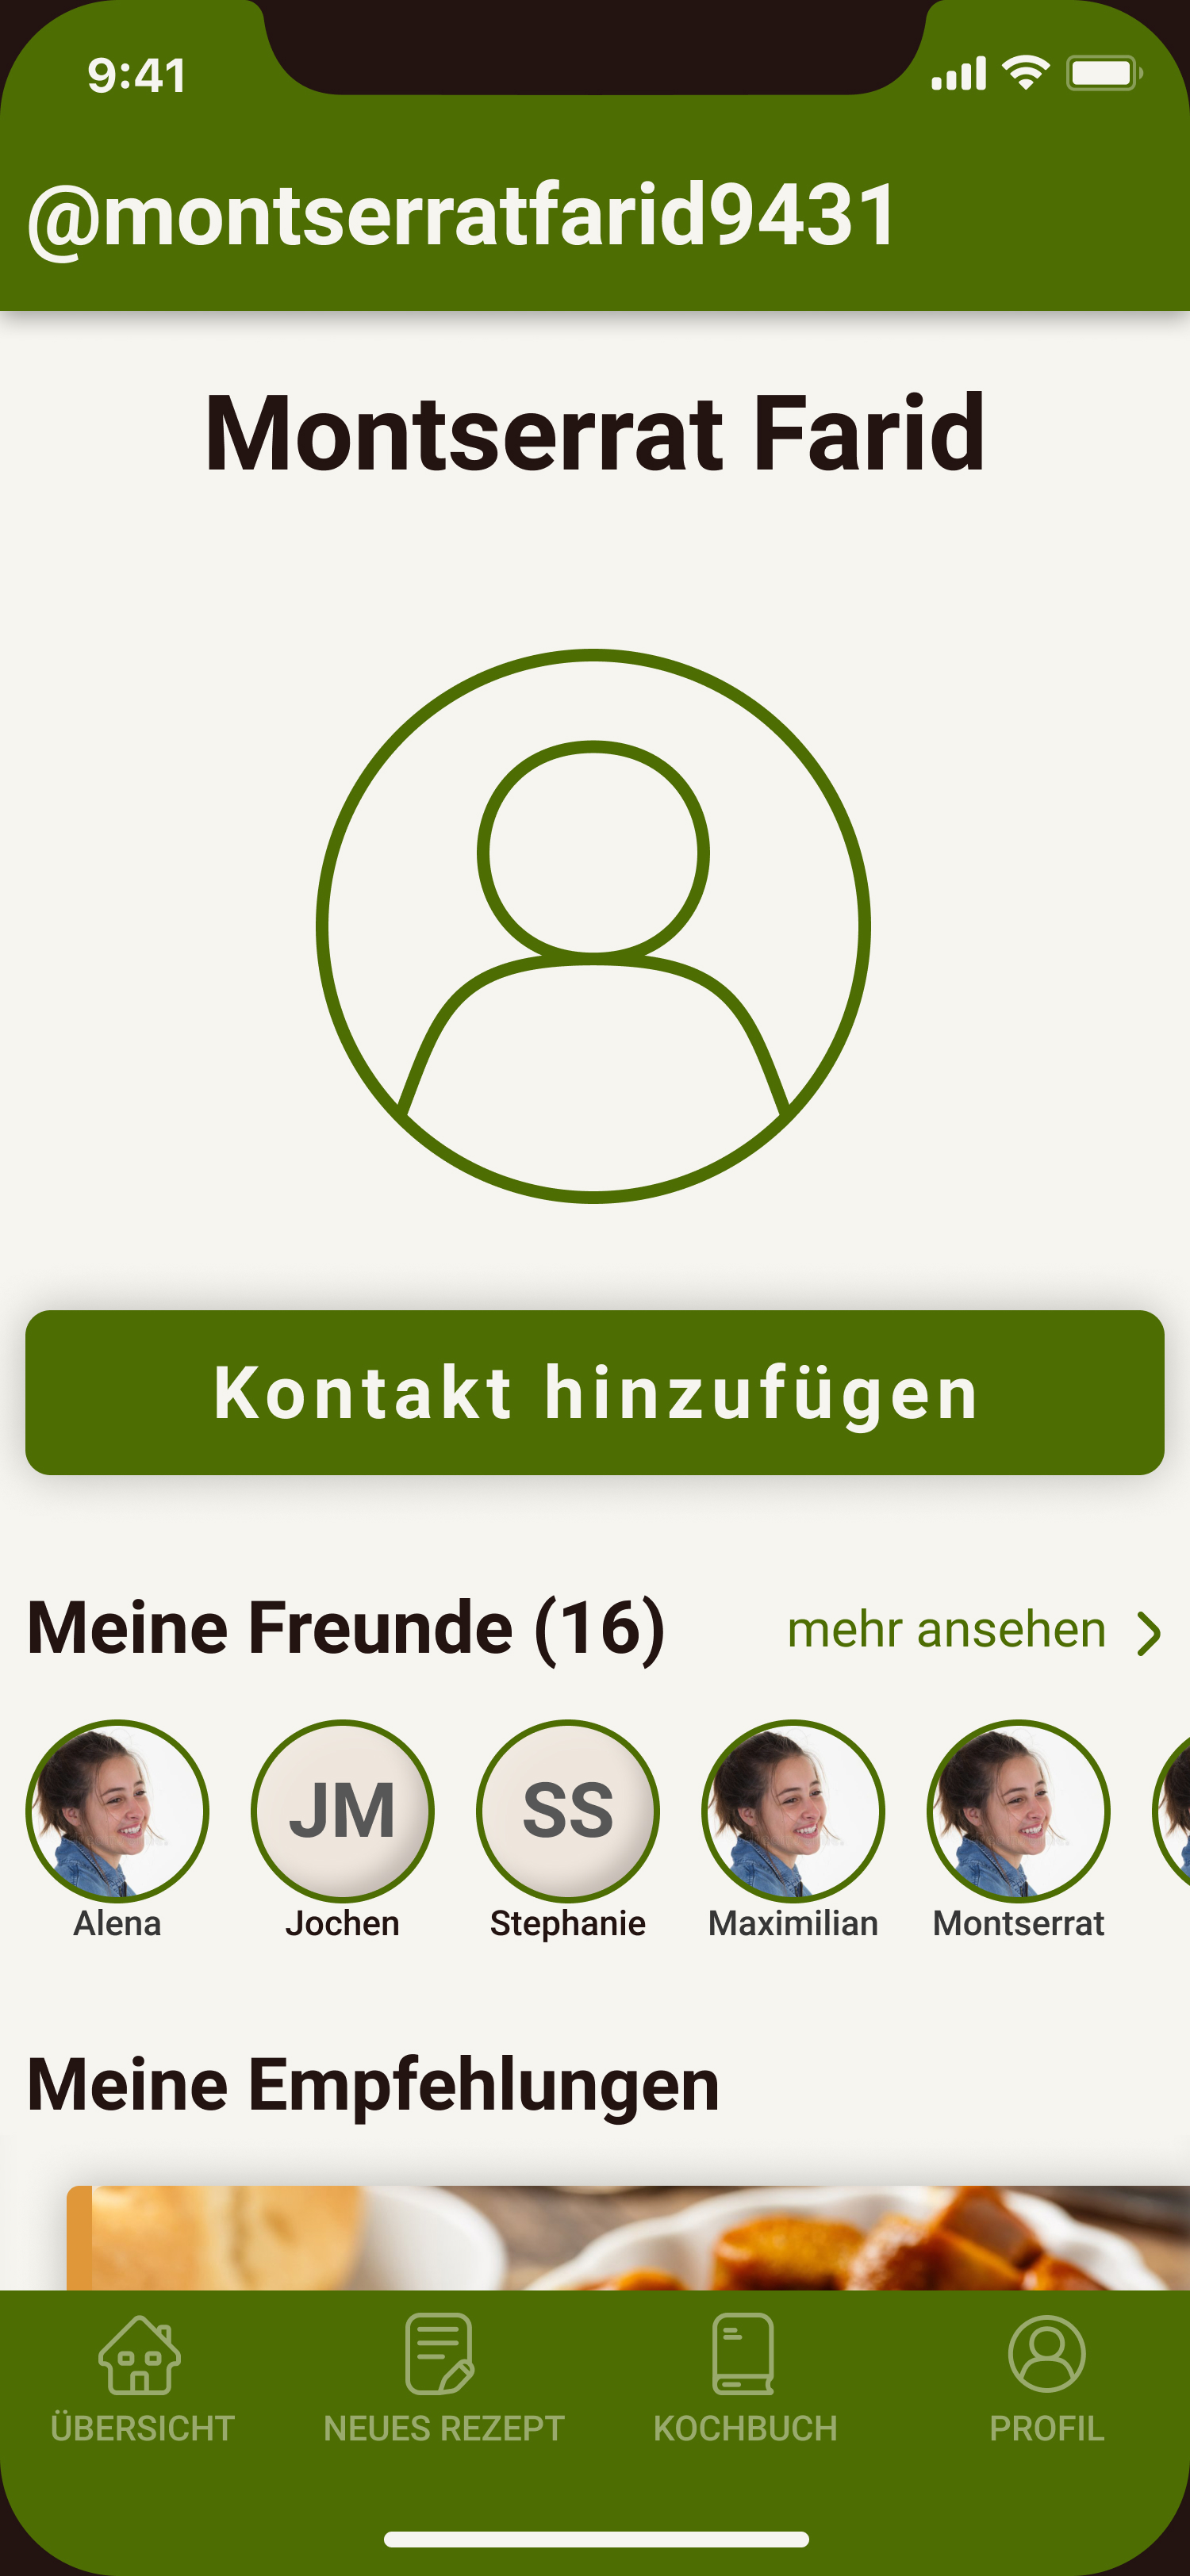 9:41
@montserratfarid9431
Montserrat Farid
Kontakt hinzufügen
Meine Freunde (16)
mehr ansehen
JM
SS
Alena
Jochen
Stephanie
Maximilian
Montserrat
Meine Empfehlungen
ÜBERSICHT
NEUES REZEPT
KOCHBUCH
PROFIL